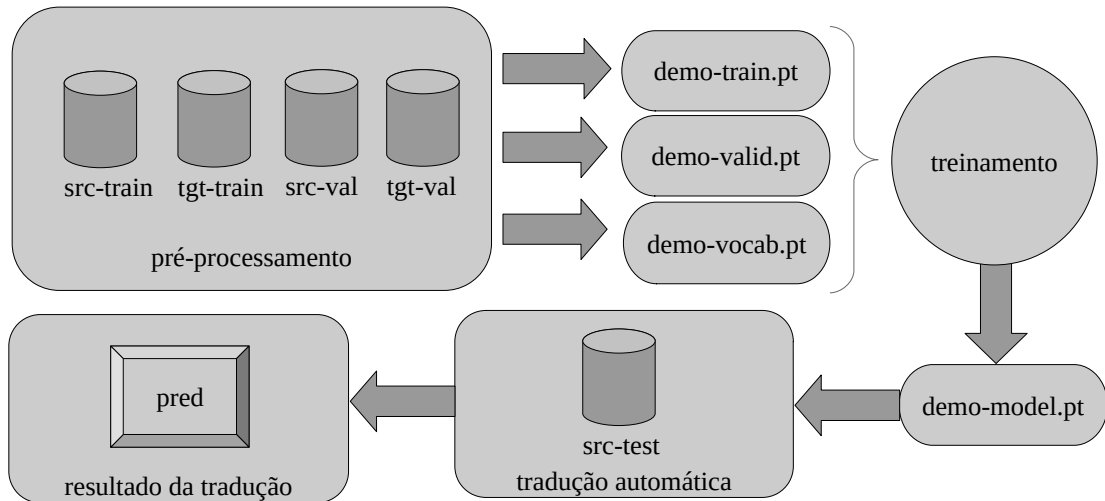 src-train
tgt-train
src-val
tgt-val
pré-processamento
demo-train.pt
demo-valid.pt
demo-vocab.pt
treinamento
demo-model.pt
src-test
tradução automática
pred
resultado da tradução